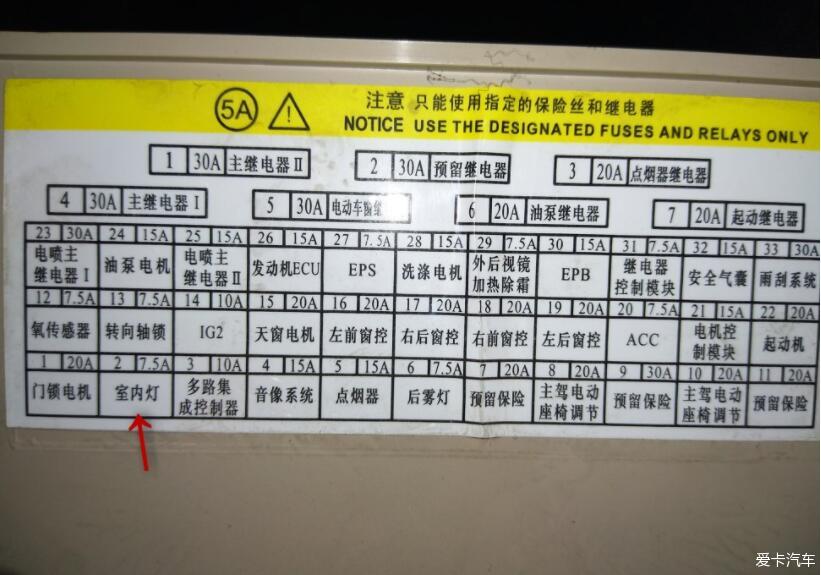 5A 注意 只能使用指定的保险丝和继电器
NOTICE USE THE DESIGNATED FUSES AND RELAYS ONLY
1 30A 主继电器Ⅱ 2 30A 预留继电器 3 20A 点烟器继电器
4 30A 主继电器Ⅰ 5 30A 电动车窗继 6 20A 油泵继电器 7 20A 起动继电器
23 30A 24 15A 25 15A 26 15A 27 7.5A 28 15A 29 7.5A 30 15A 31 7.5A 32 15A 33 30A
电喷主 油泵电机 电喷主 发动机ECU EPS 洗涤电机 外后视镜 EPB 继电器 安全气囊 雨刮系统
继电器Ⅰ 继电器Ⅱ 加热除霜 控制模块
12 7.5A 13 7.5A 14 10A 15 20A 16 20A 17 20A 18 20A 19 20A 20 7.5A 21 15A 22 20A
氧传感器 转向轴锁 IG2 天窗电机 左前窗控 右后窗控 右前窗控 左后窗控 ACC 电机控 起动机
制模块
1 20A 2 7.5A 3 10A 4 15A 5 15A 6 7.5A 7 20A 8 20A 9 30A 10 20A 11 20A
门锁电机 室内灯 多路集 音像系统 点烟器 后雾灯 预留保险 主驾电动 预留保险 主驾电动 预留保险
成控制器 座椅调节 座椅调节
爱卡汽车